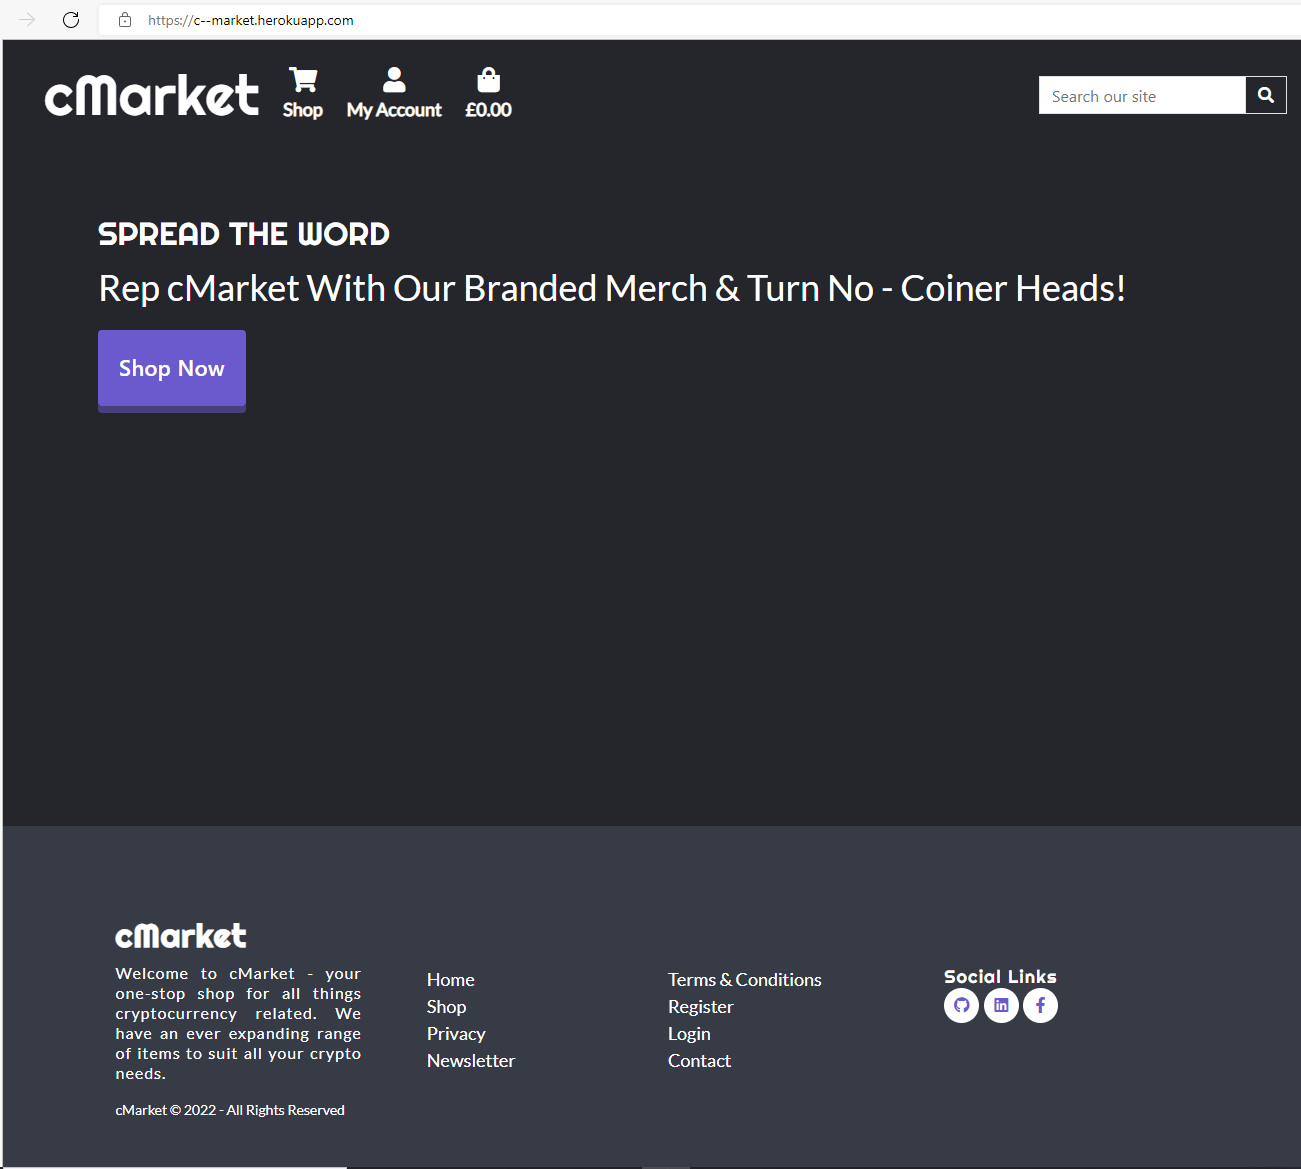 https://c--market.herokuapp.com
cMarket
Shop
My Account
£0.00
Search our site
SPREAD THE WORD
Rep cMarket With Our Branded Merch & Turn No - Coiner Heads!
Shop Now
cMarket
Welcome to cMarket - your
one-stop shop for all things
cryptocurrency related. We
have an ever expanding range
of items to suit all your crypto
needs.
cMarket © 2022 - All Rights Reserved
Home
Shop
Privacy
Newsletter
Terms & Conditions
Register
Login
Contact
Social Links